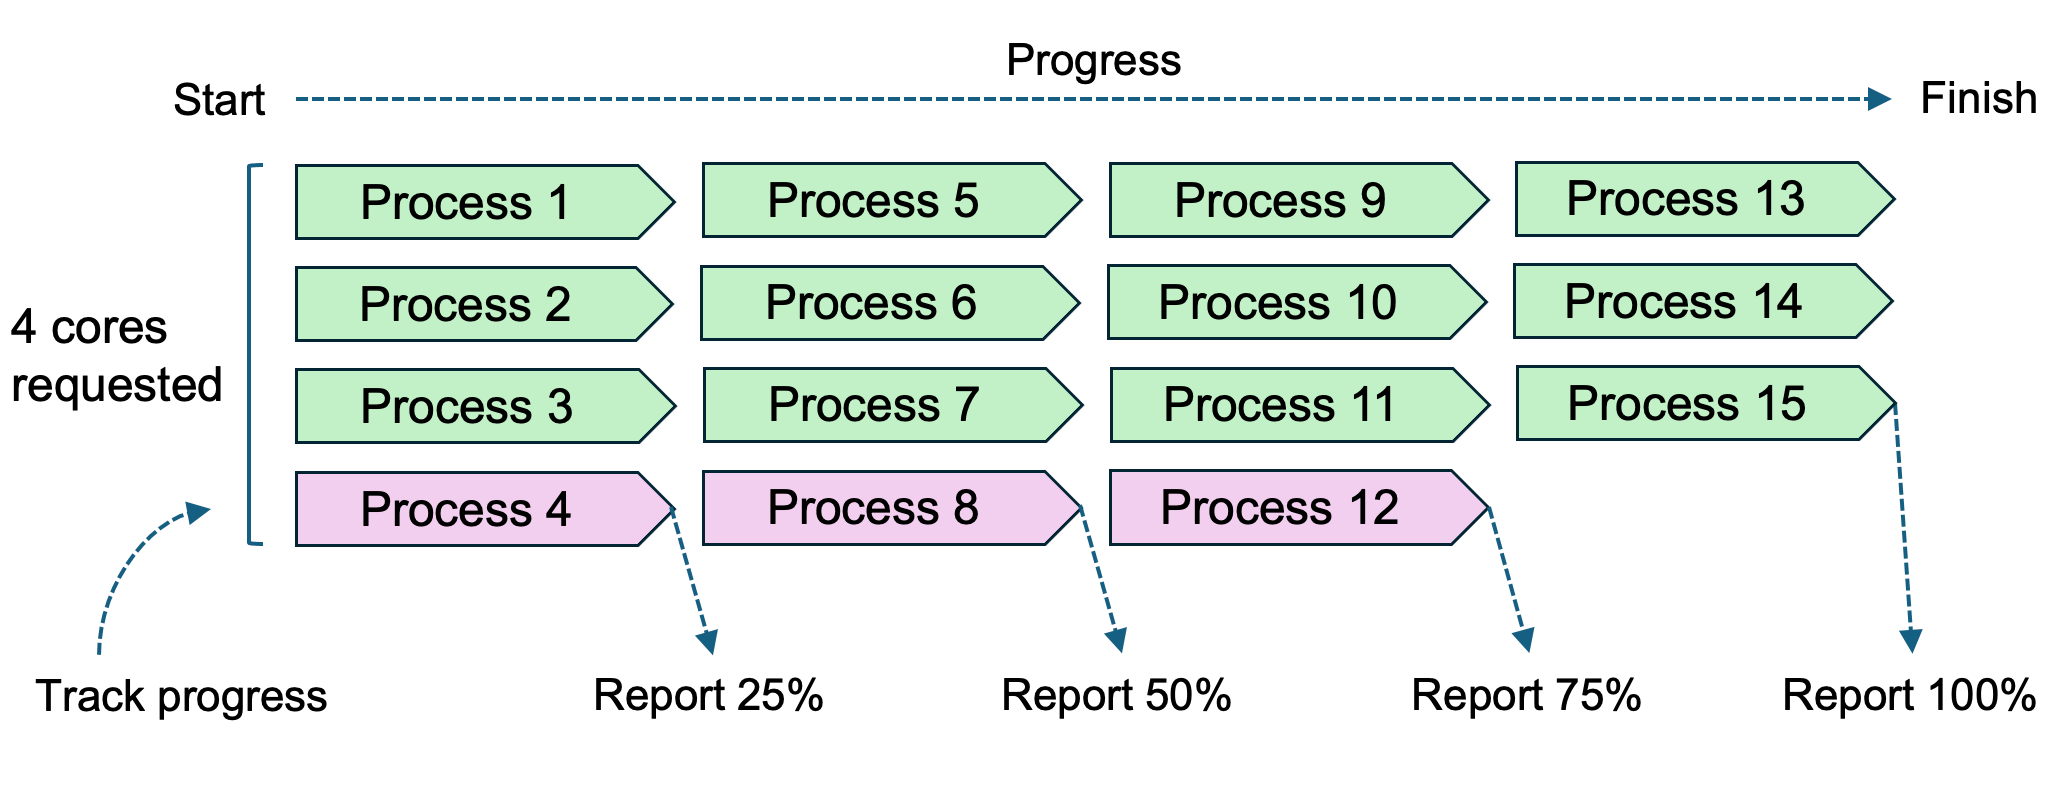 Progress
Start
Finish
Process 1
Process 5
Process 9
Process 13
Process 2
Process 6
Process 10
Process 14
4 cores
requested
Process 3
Process 7
Process 11
Process 15
Process 4
Process 8
Process 12
Track progress
Report 25%
Report 50%
Report 75%
Report 100%